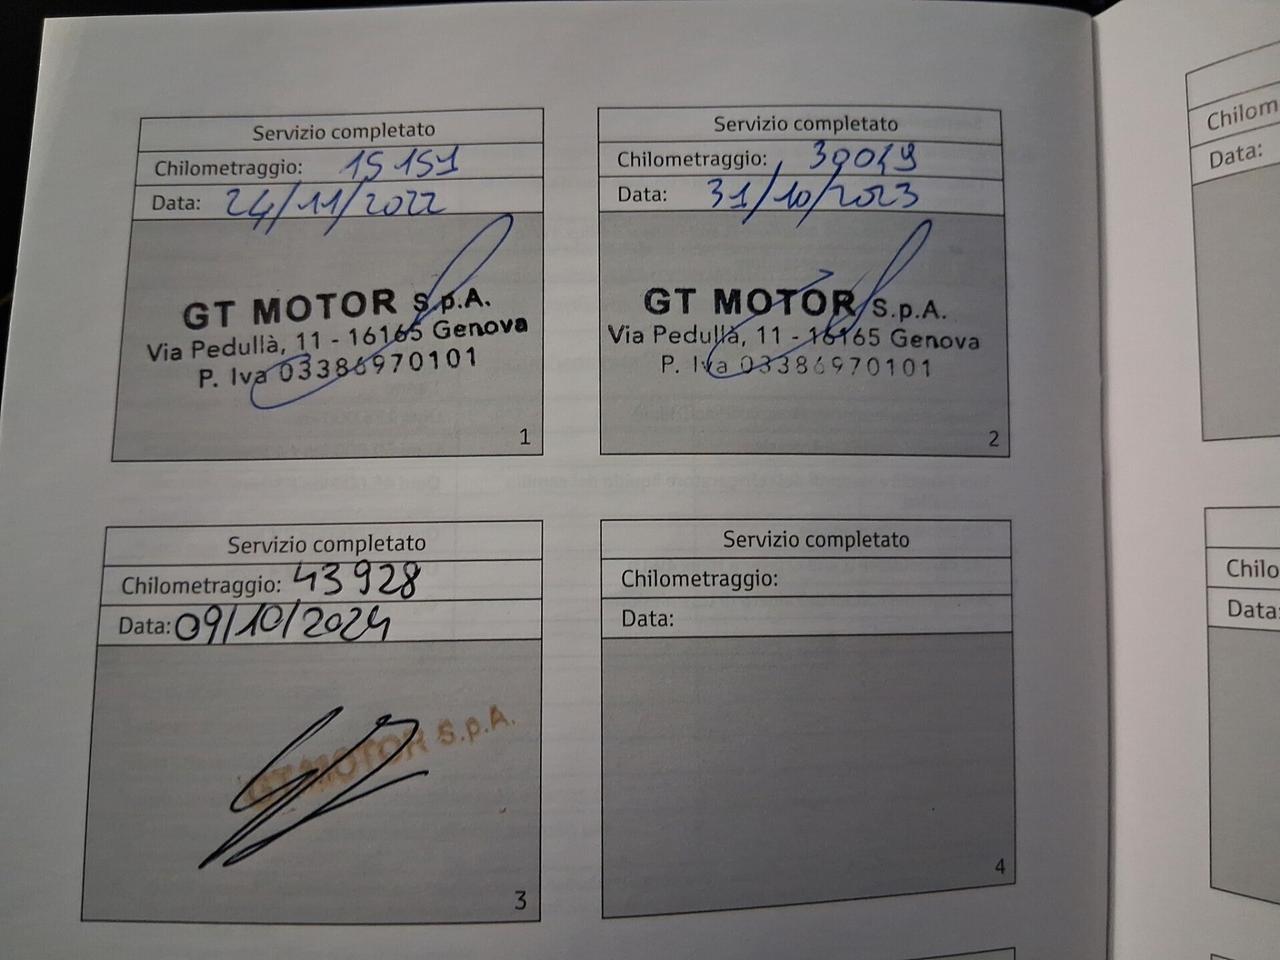 Servizio completato
Chilometraggio: 15 151
Data: 24/11/2022
GT MOTOR S.p.A.
Via Pedullà, 11 - 16165 Genova
P. Iva 03386970101
1
Servizio completato
Chilometraggio: 39049
Data: 31/10/2023
GT MOTOR S.p.A.
Via Pedullà, 11 - 16165 Genova
P. Iva 03386970101
2
Servizio completato
Chilometraggio: 43928
Data: 09/10/2024
GT MOTOR S.p.A.
3
Servizio completato
Chilometraggio:
Data:
4
Chilom
Data:
Chilo
Data: